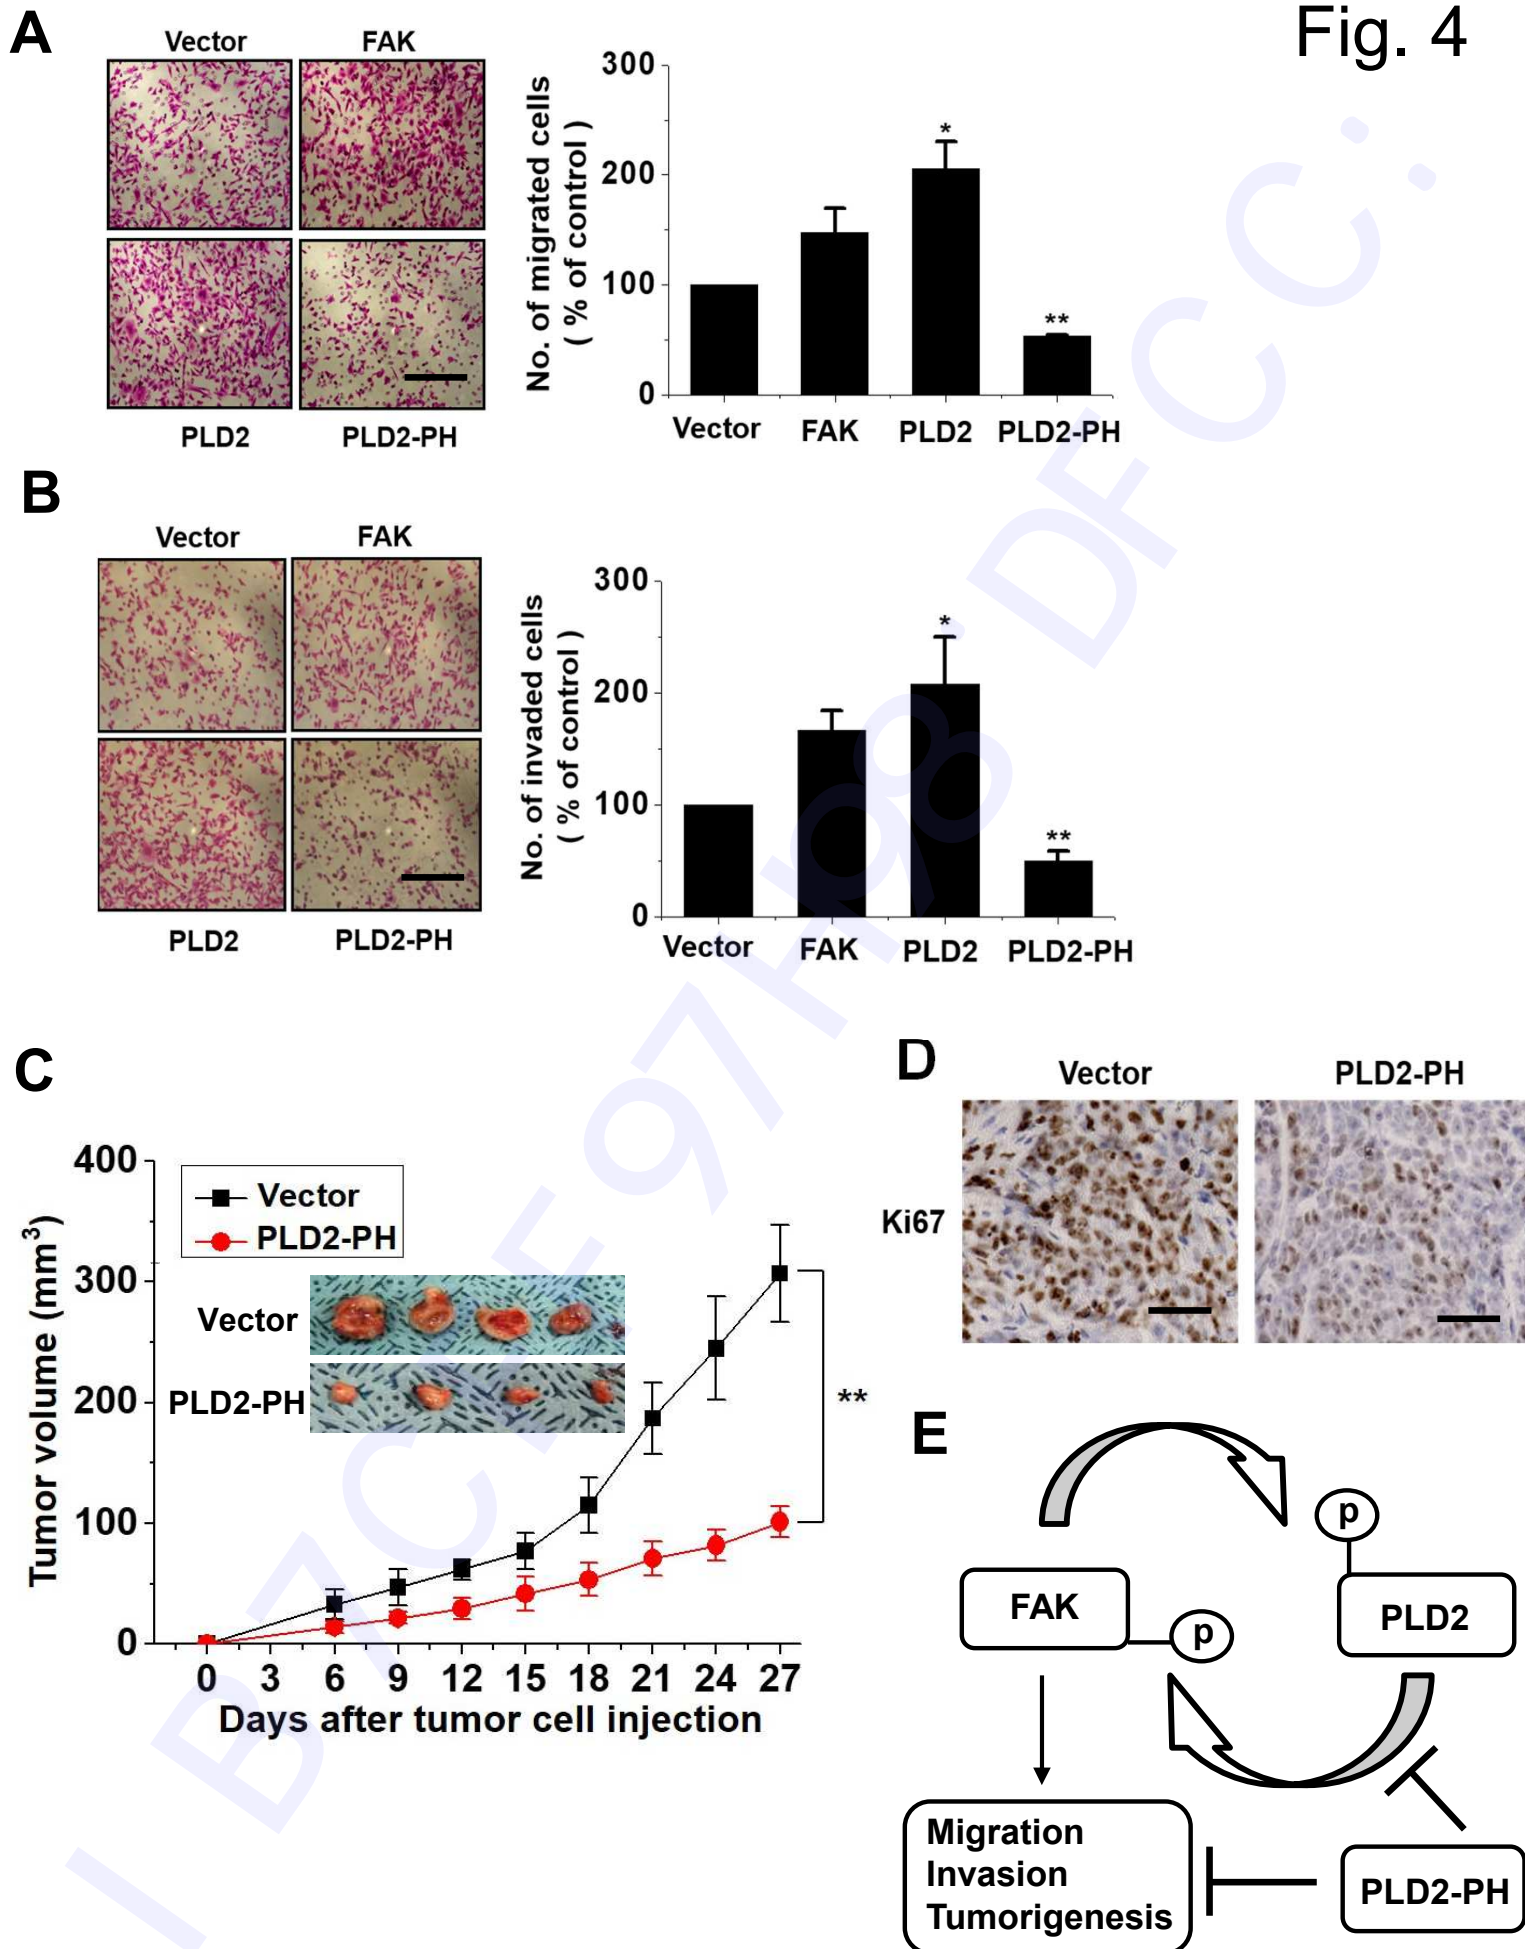 Fig. 4
A
Vector FAK
PLD2 PLD2-PH
No. of migrated cells
( % of control )
300
200
100
0
*
**
Vector FAK PLD2 PLD2-PH
B
Vector FAK
PLD2 PLD2-PH
No. of invaded cells
( % of control )
300
200
100
0
*
**
Vector FAK PLD2 PLD2-PH
C
Tumor volume (mm3)
400
300
200
100
0
Vector
PLD2-PH
Vector
PLD2-PH
**
0 3 6 9 12 15 18 21 24 27
Days after tumor cell injection
D
Vector PLD2-PH
Ki67
E
p
FAK
p
PLD2
Migration
Invasion
Tumorigenesis
PLD2-PH